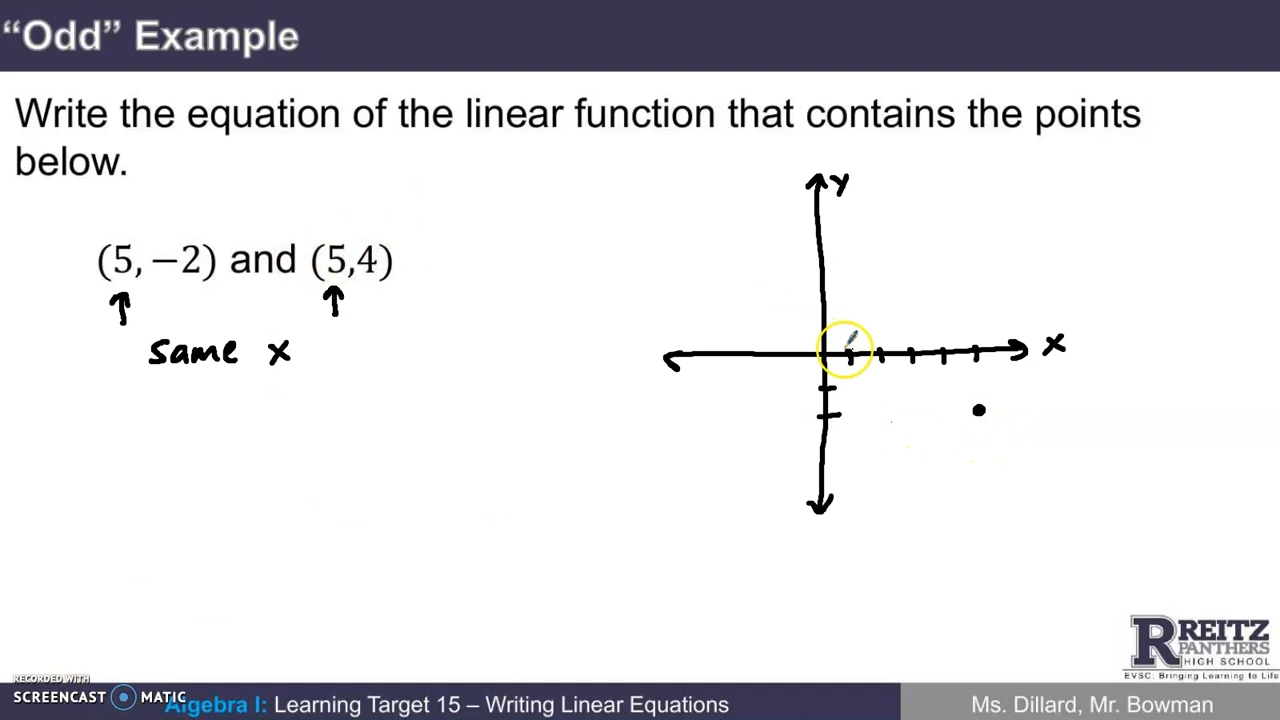 “Odd” Example
Write the equation of the linear function that contains the points
below.
(5,−2) and (5,4)
same x
y
x
R REITZ
PANTHERS
HIGH SCHOOL
EVSC: Bringing Learning to Life
RECORDED WITH
SCREENCAST MATIC
Algebra I: Learning Target 15 – Writing Linear Equations
Ms. Dillard, Mr. Bowman